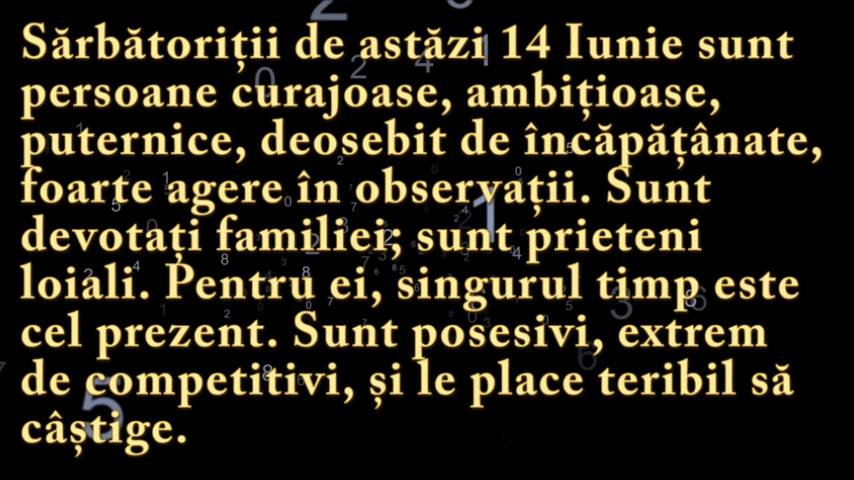 Sărbătoriții de astăzi 14 Iunie sunt
persoane curajoase, ambițioase,
puternice, deosebit de încăpățânate,
foarte agere în observații. Sunt
devotați familiei; sunt prieteni
loiali. Pentru ei, singurul timp este
cel prezent. Sunt posesivi, extrem
de competitivi, și le place teribil să
câștige.